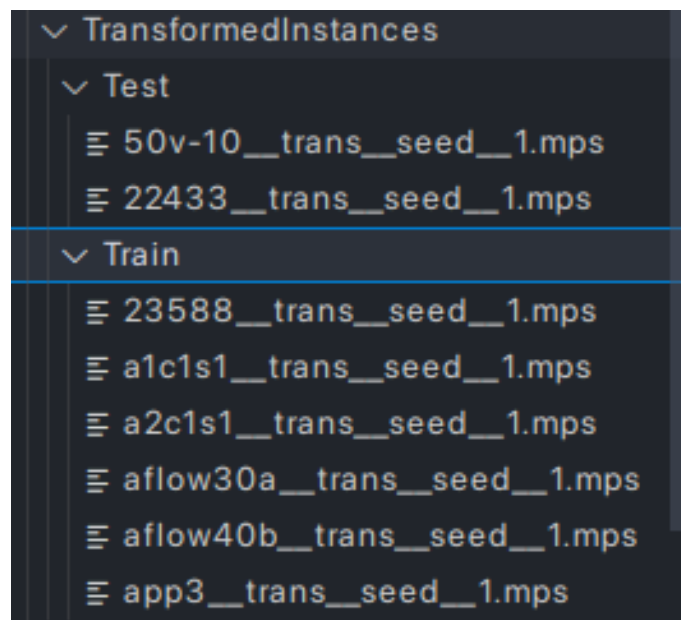 TransformedInstances
Test
50v-10__trans__seed__1.mps
22433__trans__seed__1.mps
Train
23588__trans__seed__1.mps
a1c1s1__trans__seed__1.mps
a2c1s1__trans__seed__1.mps
aflow30a__trans__seed__1.mps
aflow40b__trans__seed__1.mps
app3__trans__seed__1.mps